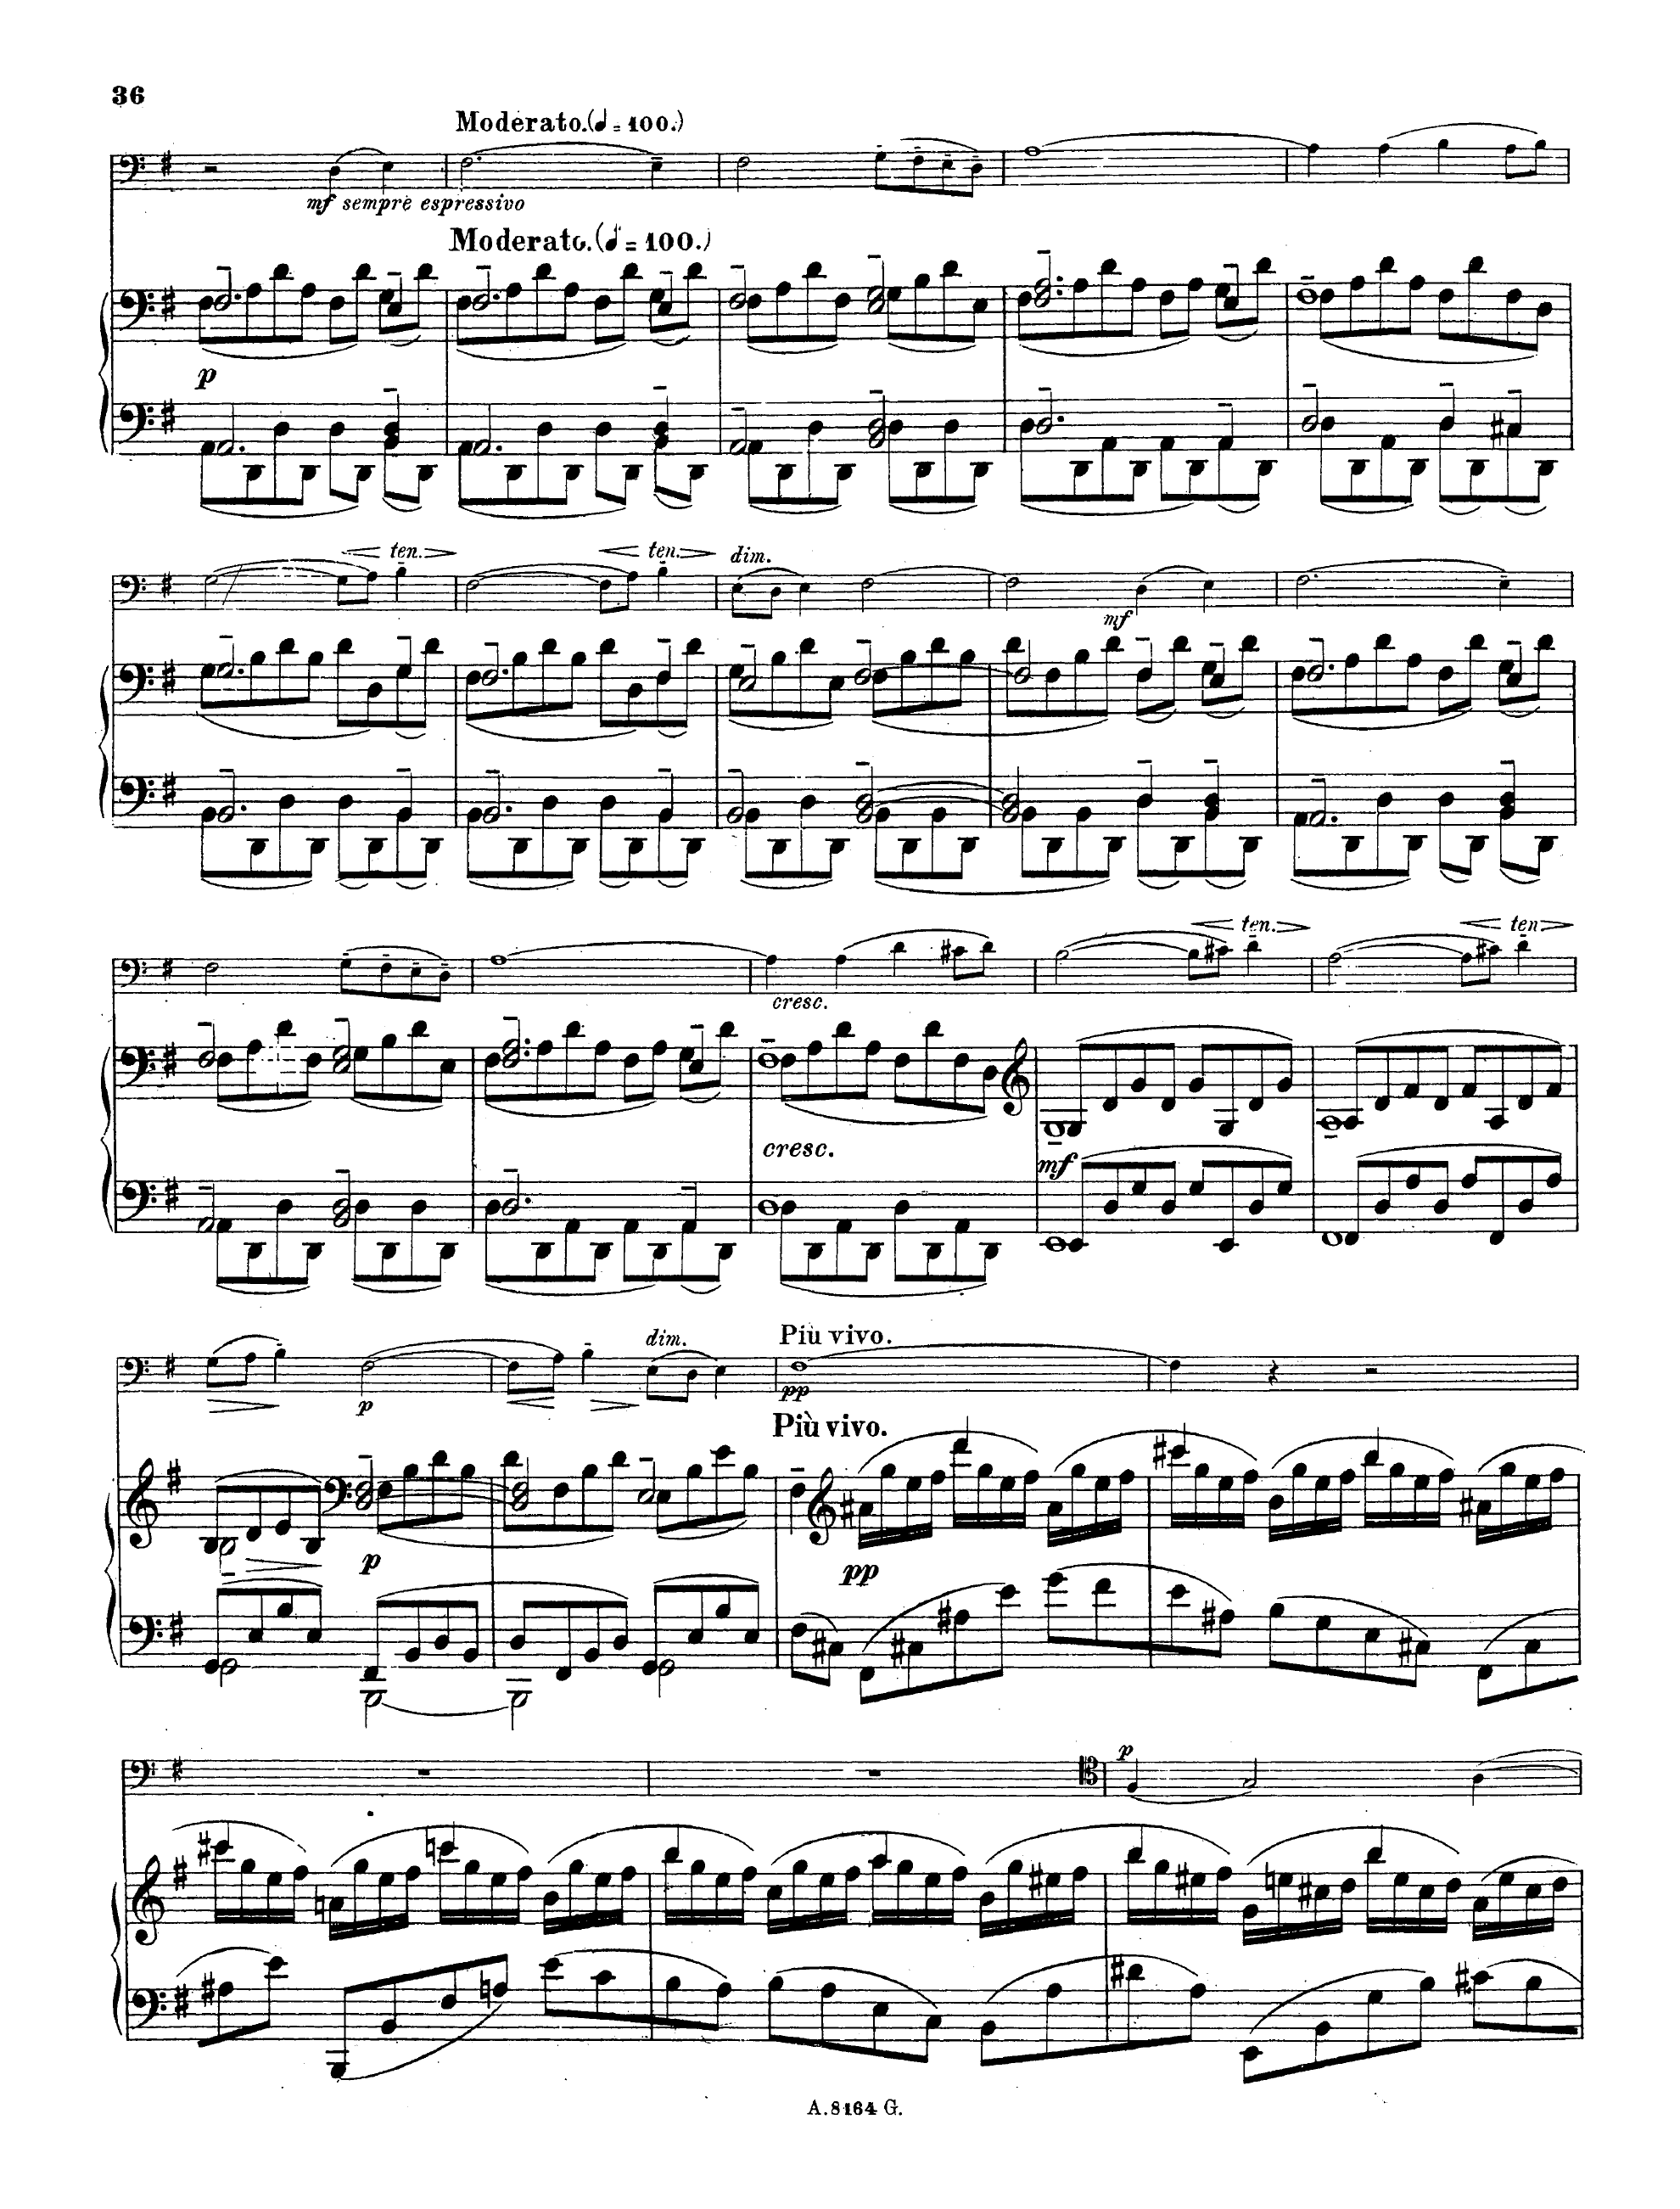 36
Moderato.(♩= 100.)
mf sempre espressivo
Moderato.(♩= 100.)
p
ten.
ten.
dim.
mf
ten.
ten.
cresc.
cresc.
mf
dim.
Più vivo.
p
pp
Più vivo.
p
pp
p
A. 8164 G.